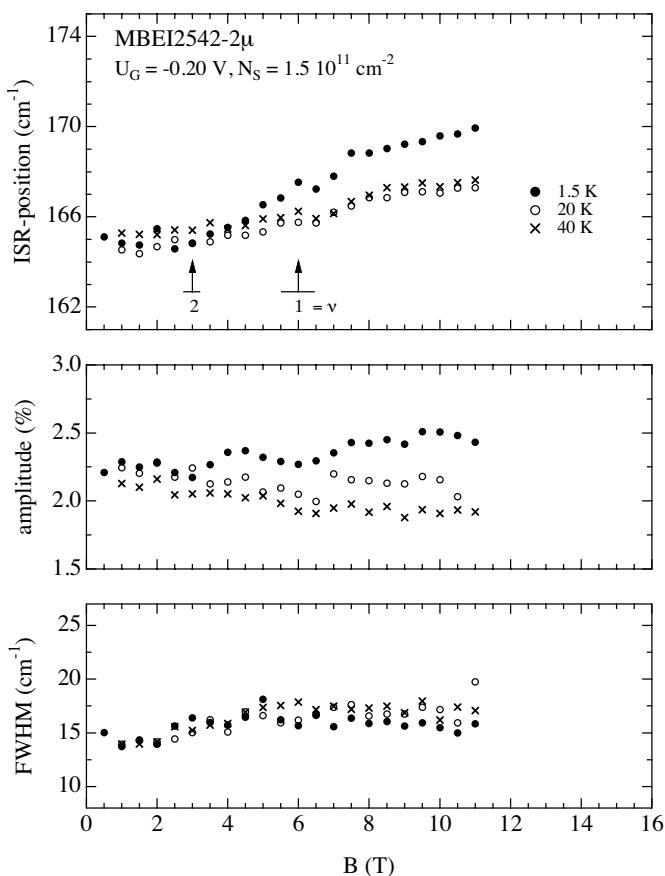 174
170
166
162
ISR-position (cm⁻¹)
MBEI2542-2μ
U_G = -0.20 V, N_S = 1.5 10¹¹ cm⁻²
1.5 K
20 K
40 K
2
1 = ν
3.0
2.5
2.0
1.5
amplitude (%)
25
20
15
10
FWHM (cm⁻¹)
0 2 4 6 8 10 12 14 16
B (T)